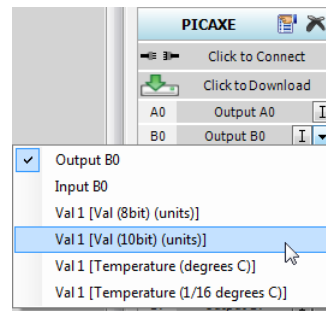 PICAXE
Click to Connect
Click to Download
A0 Output A0 I
B0 Output B0 I
Output B0
Input B0
Val 1 [Val (8bit) (units)]
Val 1 [Val (10bit) (units)]
Val 1 [Temperature (degrees C)]
Val 1 [Temperature (1/16 degrees C)]